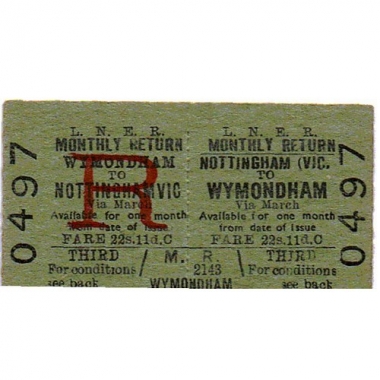 0497
L. N. E. R.
MONTHLY RETURN
WYMONDHAM
TO
NOTTINGHAM VIC
Via March
Available for one month
from date of issue
FARE 22s.11d.C
THIRD
For conditions
see back
R
L. N. E. R.
MONTHLY RETURN
NOTTINGHAM (VIC.
TO
WYMONDHAM
Via March
Available for one month
from date of issue
FARE 22s.11d.C
THIRD
For conditions
see back
M. R.
2143
WYMONDHAM
0497